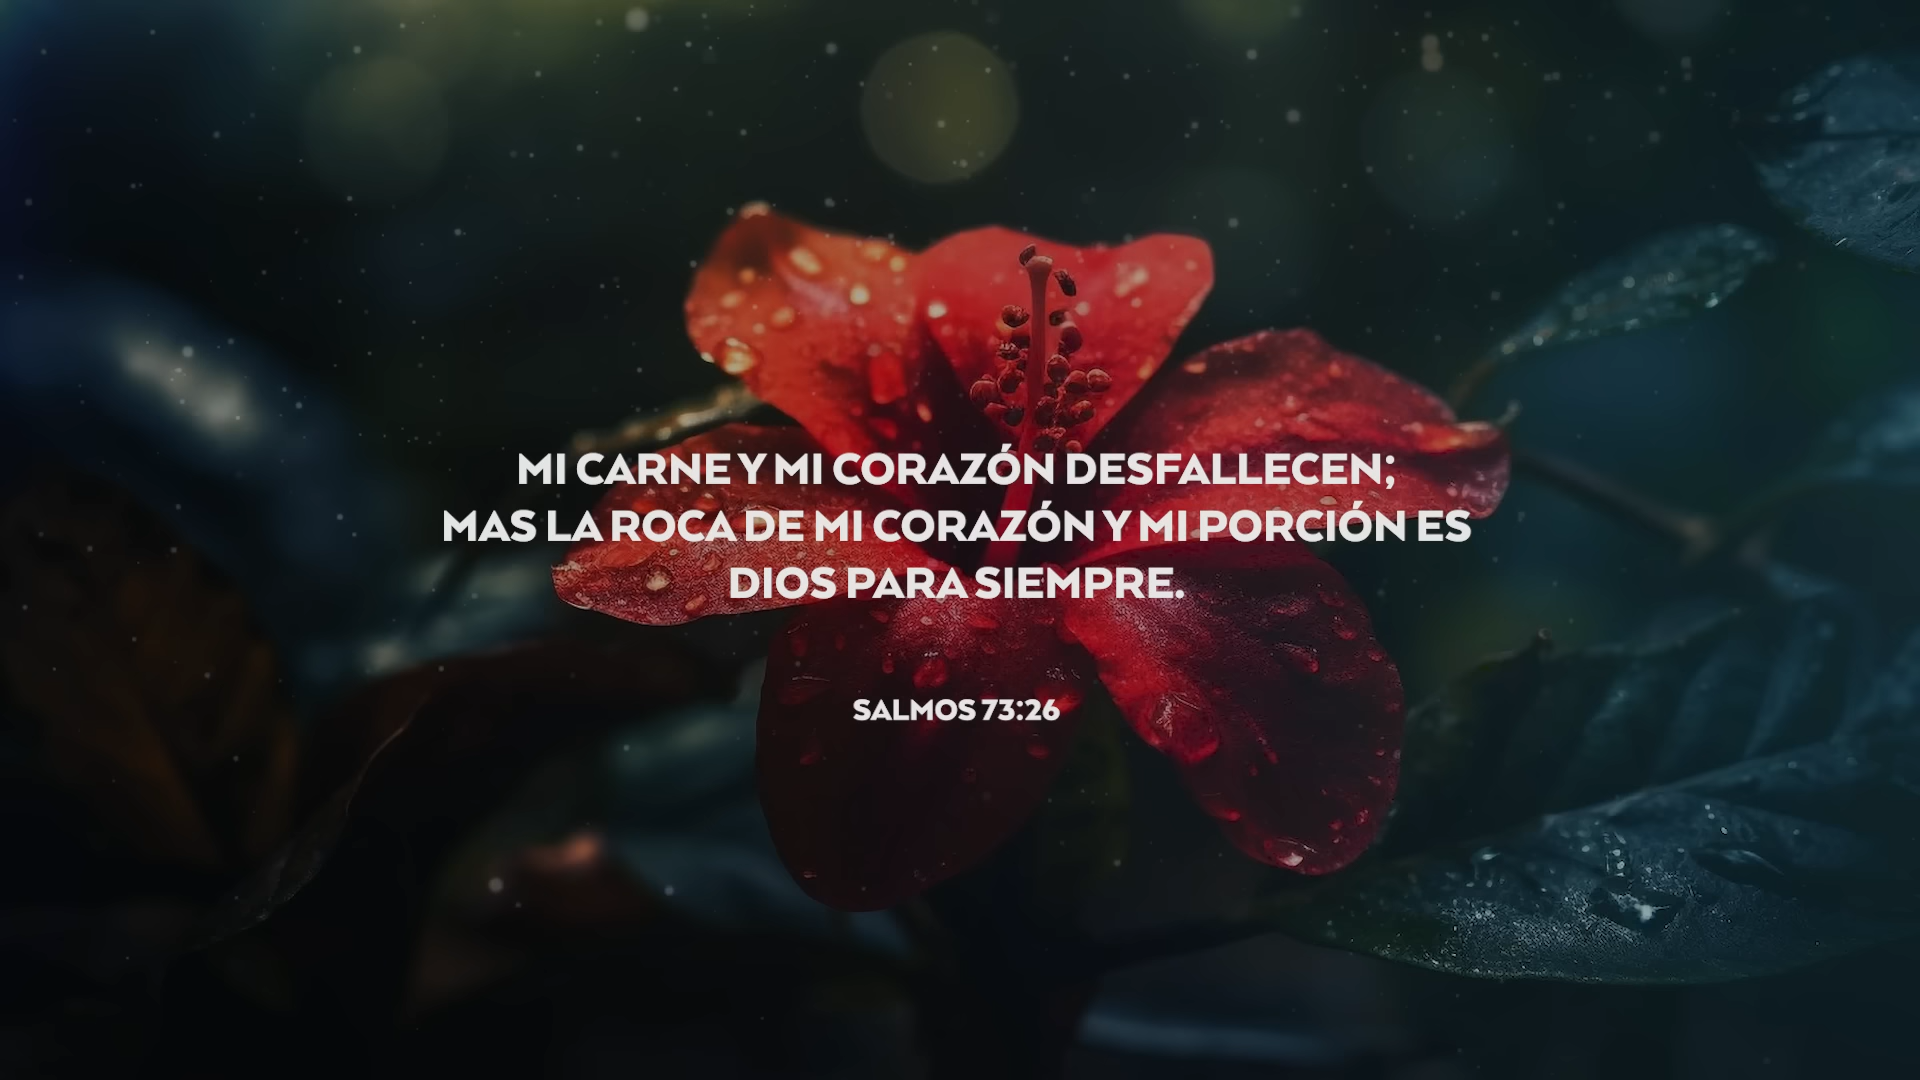 MI CARNE Y MI CORAZÓN DESFALLECEN;
MAS LA ROCA DE MI CORAZÓN Y MI PORCIÓN ES
DIOS PARA SIEMPRE.
SALMOS 73:26